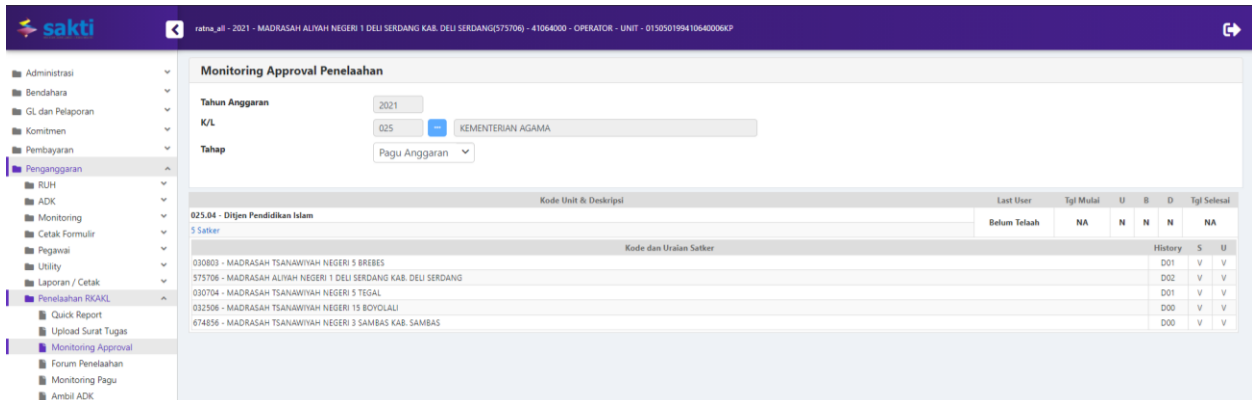 sakti
ratna_all - 2021 - MADRASAH ALIYAH NEGERI 1 DELI SERDANG KAB. DELI SERDANG(575706) - 41064000 - OPERATOR - UNIT - 015050199410640006KP
Administrasi
Bendahara
GL dan Pelaporan
Komitmen
Pembayaran
Penganggaran
RUH
ADK
Monitoring
Cetak Formulir
Pegawai
Utility
Laporan / Cetak
Penelaahan RKAKL
Quick Report
Upload Surat Tugas
Monitoring Approval
Forum Penelaahan
Monitoring Pagu
Ambil ADK
Monitoring Approval Penelaahan
Tahun Anggaran 2021
K/L 025 KEMENTERIAN AGAMA
Tahap Pagu Anggaran
Kode Unit & Deskripsi Last User Tgl Mulai U B D Tgl Selesai
025.04 - Ditjen Pendidikan Islam
5 Satker
Belum Telaah NA N N N NA
Kode dan Uraian Satker History S U
030803 - MADRASAH TSANAWIYAH NEGERI 5 BREBES D01 V V
575706 - MADRASAH ALIYAH NEGERI 1 DELI SERDANG KAB. DELI SERDANG D02 V V
030704 - MADRASAH TSANAWIYAH NEGERI 5 TEGAL D01 V V
032506 - MADRASAH TSANAWIYAH NEGERI 15 BOYOLALI D00 V V
674856 - MADRASAH TSANAWIYAH NEGERI 3 SAMBAS KAB. SAMBAS D00 V V